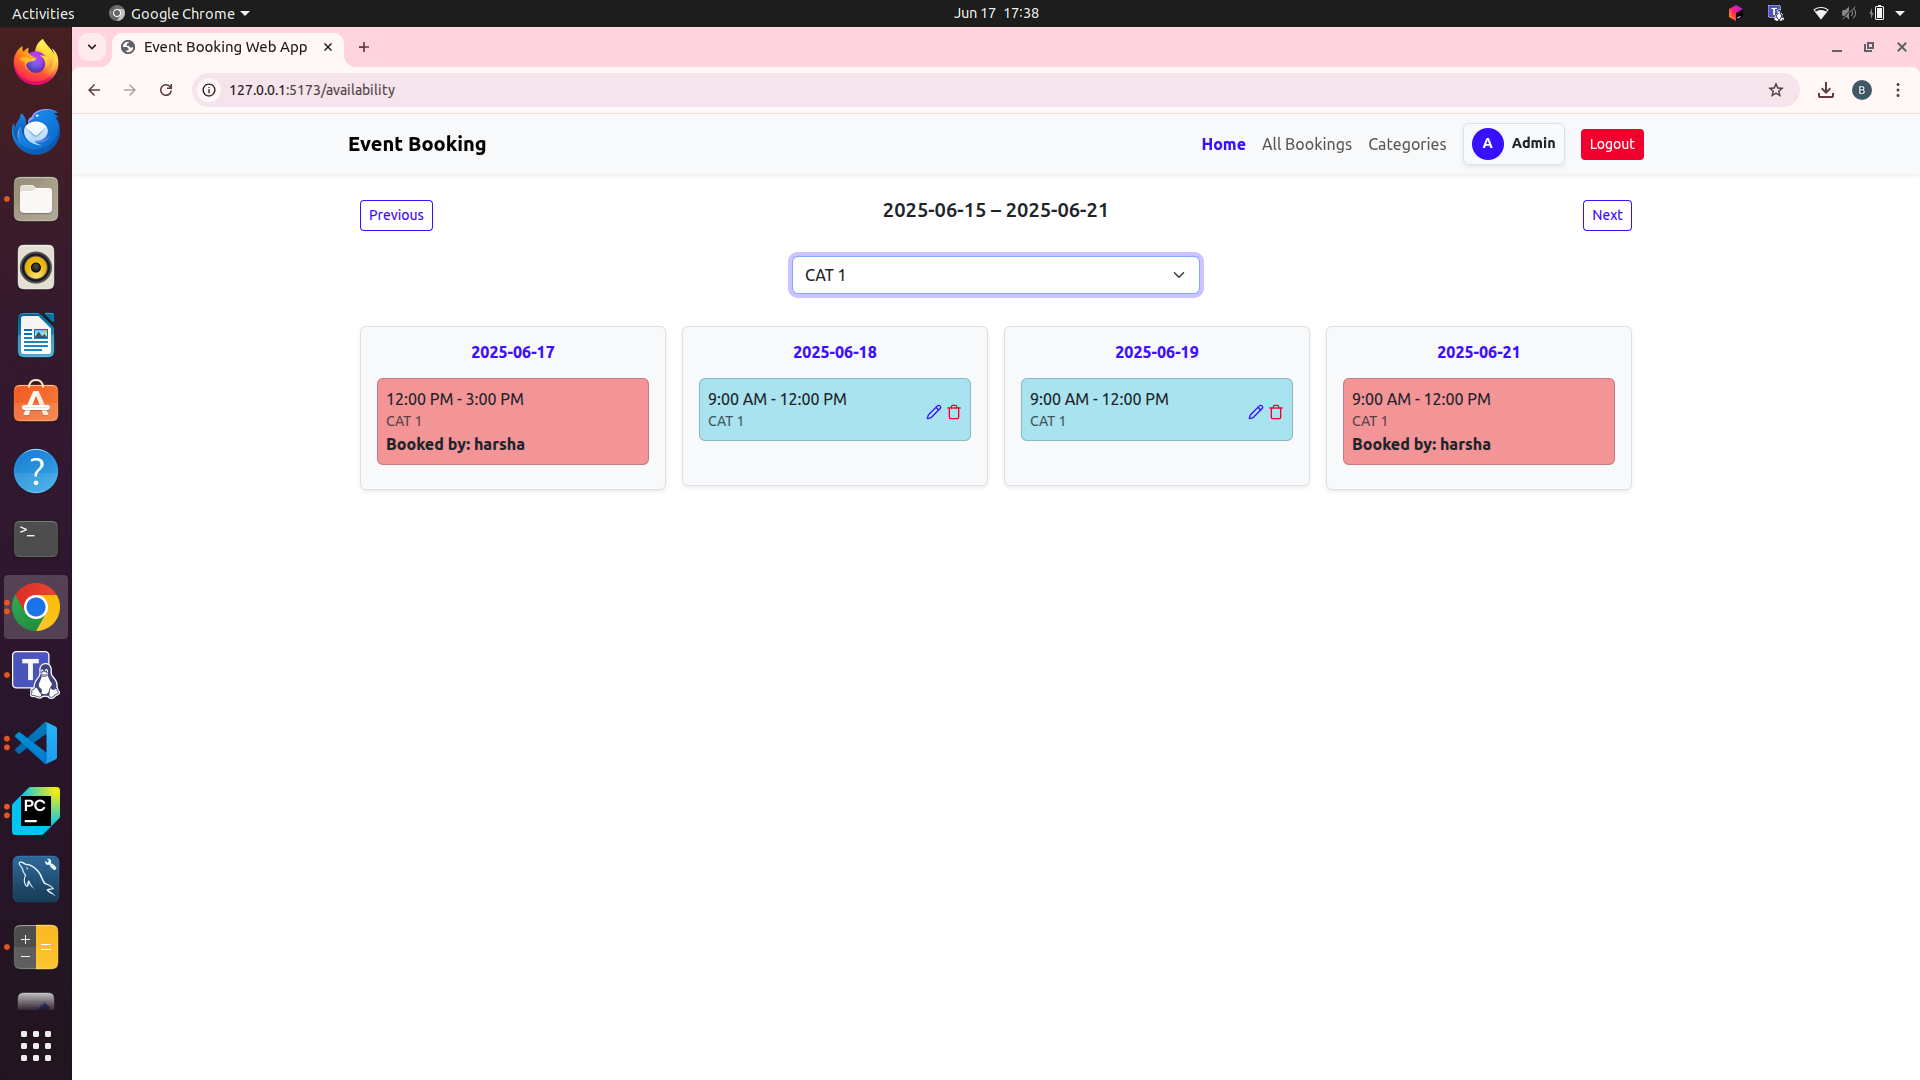 Activities Google Chrome Jun 17 17:38
Event Booking Web App
127.0.0.1:5173/availability B
Event Booking Home All Bookings Categories A Admin Logout
Previous 2025-06-15 – 2025-06-21 Next
CAT 1
2025-06-17
12:00 PM - 3:00 PM
CAT 1
Booked by: harsha
2025-06-18
9:00 AM - 12:00 PM
CAT 1
2025-06-19
9:00 AM - 12:00 PM
CAT 1
2025-06-21
9:00 AM - 12:00 PM
CAT 1
Booked by: harsha
?
>_
T
PC